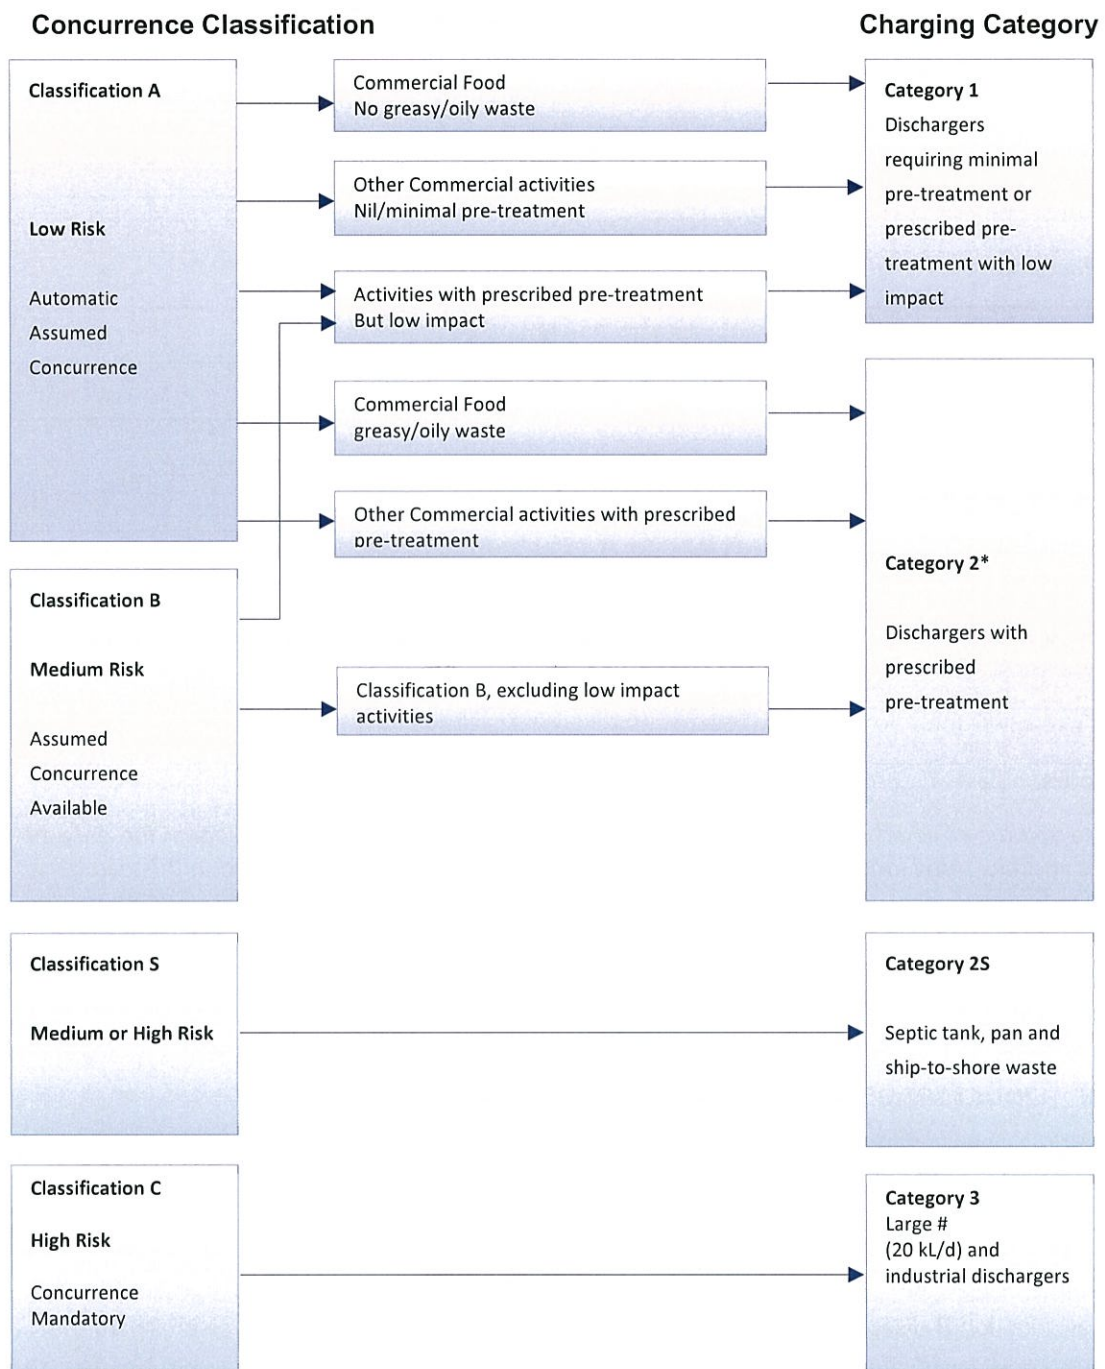 Concurrence Classification
Charging Category
Classification A
Low Risk
Automatic
Assumed
Concurrence
Commercial Food
No greasy/oily waste
Other Commercial activities
Nil/minimal pre-treatment
Activities with prescribed pre-treatment
But low impact
Commercial Food
greasy/oily waste
Other Commercial activities with prescribed
pre-treatment
Category 1
Dischargers
requiring minimal
pre-treatment or
prescribed pre-
treatment with low
impact
Classification B
Medium Risk
Assumed
Concurrence
Available
Classification B, excluding low impact
activities
Category 2*
Dischargers with
prescribed
pre-treatment
Classification S
Medium or High Risk
Category 2S
Septic tank, pan and
ship-to-shore waste
Classification C
High Risk
Concurrence
Mandatory
Category 3
Large #
(20 kL/d) and
industrial dischargers